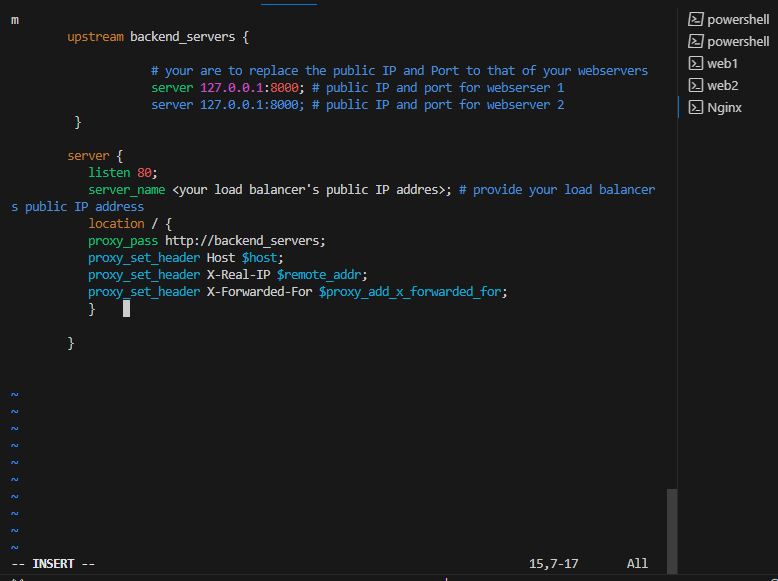 m
upstream backend_servers {
# your are to replace the public IP and Port to that of your webservers
server 127.0.0.1:8000; # public IP and port for webserser 1
server 127.0.0.1:8000; # public IP and port for webserser 2
}
server {
listen 80;
server_name <your load balancer's public IP addres>; # provide your load balancer
s public IP address
location / {
proxy_pass http://backend_servers;
proxy_set_header Host $host;
proxy_set_header X-Real-IP $remote_addr;
proxy_set_header X-Forwarded-For $proxy_add_x_forwarded_for;
}
}
~
~
~
~
~
~
~
~
~
~
-- INSERT --
15,7-17
All
powershell
powershell
web1
web2
Nginx